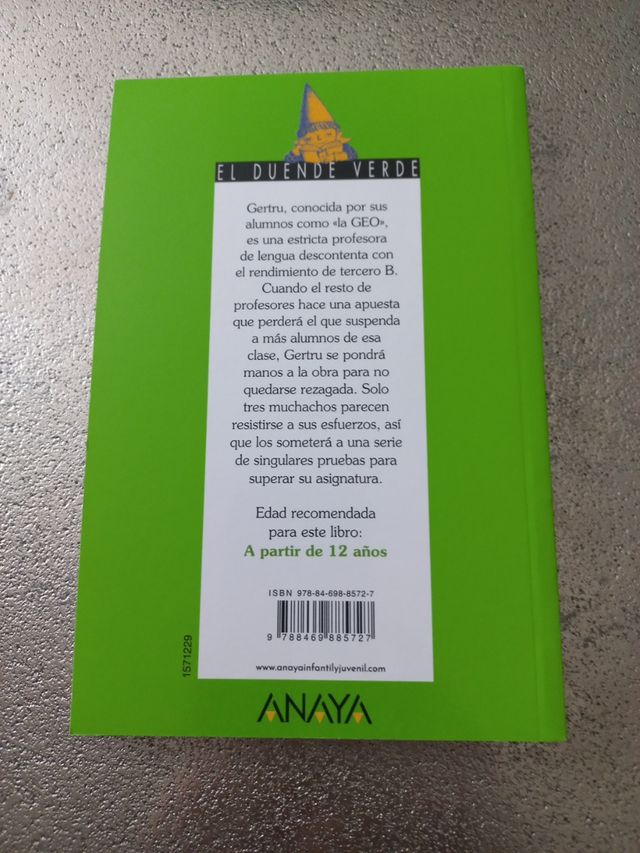 EL DUENDE VERDE
Gertru, conocida por sus
alumnos como «la GEO»,
es una estricta profesora
de lengua descontenta con
el rendimiento de tercero B.
Cuando el resto de
profesores hace una apuesta
que perderá el que suspenda
a más alumnos de esa
clase, Gertru se pondrá
manos a la obra para no
quedarse rezagada. Solo
tres muchachos parecen
resistirse a sus esfuerzos, así
que los someterá a una serie
de singulares pruebas para
superar su asignatura.
Edad recomendada
para este libro:
A partir de 12 años
ISBN 978-84-698-8572-7
9 788469 885727
www.anayainfantilyjuvenil.com
1571229
ANAYA